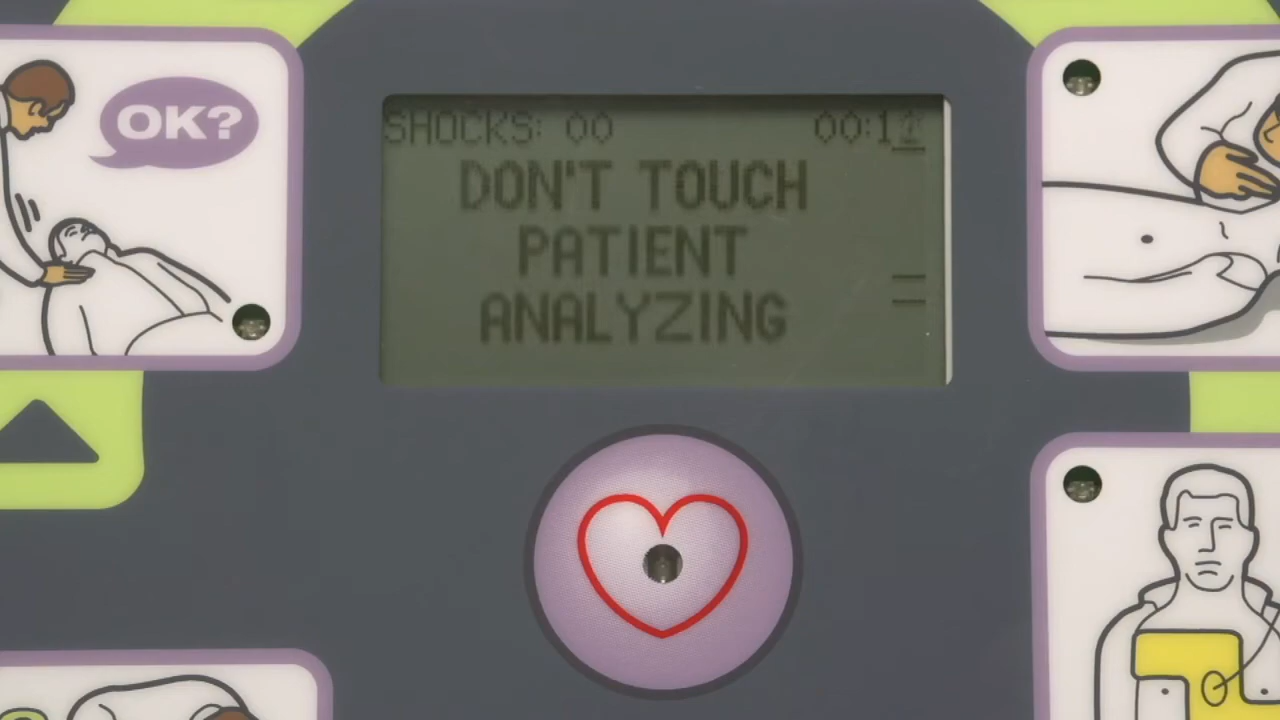 OK?
SHOCKS: 00
DON'T TOUCH
PATIENT
ANALYZING